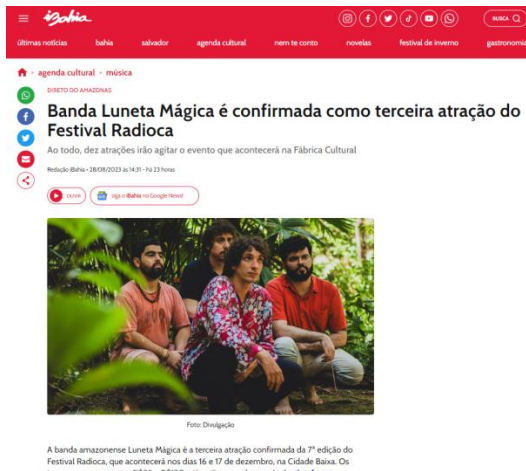 iBahia
BUSCA
últimas notícias bahia salvador agenda cultural nem te conto novelas festival de inverno gastronomia
agenda cultural música
DIRETO DO AMAZONAS
Banda Luneta Mágica é confirmada como terceira atração do
Festival Radioca
Ao todo, dez atrações irão agitar o evento que acontecerá na Fábrica Cultural
Redação iBahia • 28/08/2023 às 14:31 - há 23 horas
ouvir siga o iBahia no Google News!
Foto: Divulgação
A banda amazonense Luneta Mágica é a terceira atração confirmada da 7ª edição do
Festival Radioca, que acontecerá nos dias 16 e 17 de dezembro, na Cidade Baixa. Os